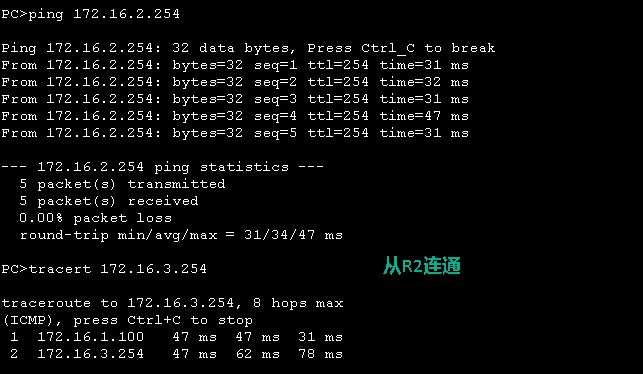 PC>ping 172.16.2.254
Ping 172.16.2.254: 32 data bytes, Press Ctrl_C to break
From 172.16.2.254: bytes=32 seq=1 ttl=254 time=31 ms
From 172.16.2.254: bytes=32 seq=2 ttl=254 time=32 ms
From 172.16.2.254: bytes=32 seq=3 ttl=254 time=31 ms
From 172.16.2.254: bytes=32 seq=4 ttl=254 time=47 ms
From 172.16.2.254: bytes=32 seq=5 ttl=254 time=31 ms
--- 172.16.2.254 ping statistics ---
5 packet(s) transmitted
5 packet(s) received
0.00% packet loss
round-trip min/avg/max = 31/34/47 ms
PC>tracert 172.16.3.254
从R2连通
traceroute to 172.16.3.254, 8 hops max
(ICMP), press Ctrl+C to stop
1 172.16.1.100 47 ms 47 ms 31 ms
2 172.16.3.254 47 ms 62 ms 78 ms